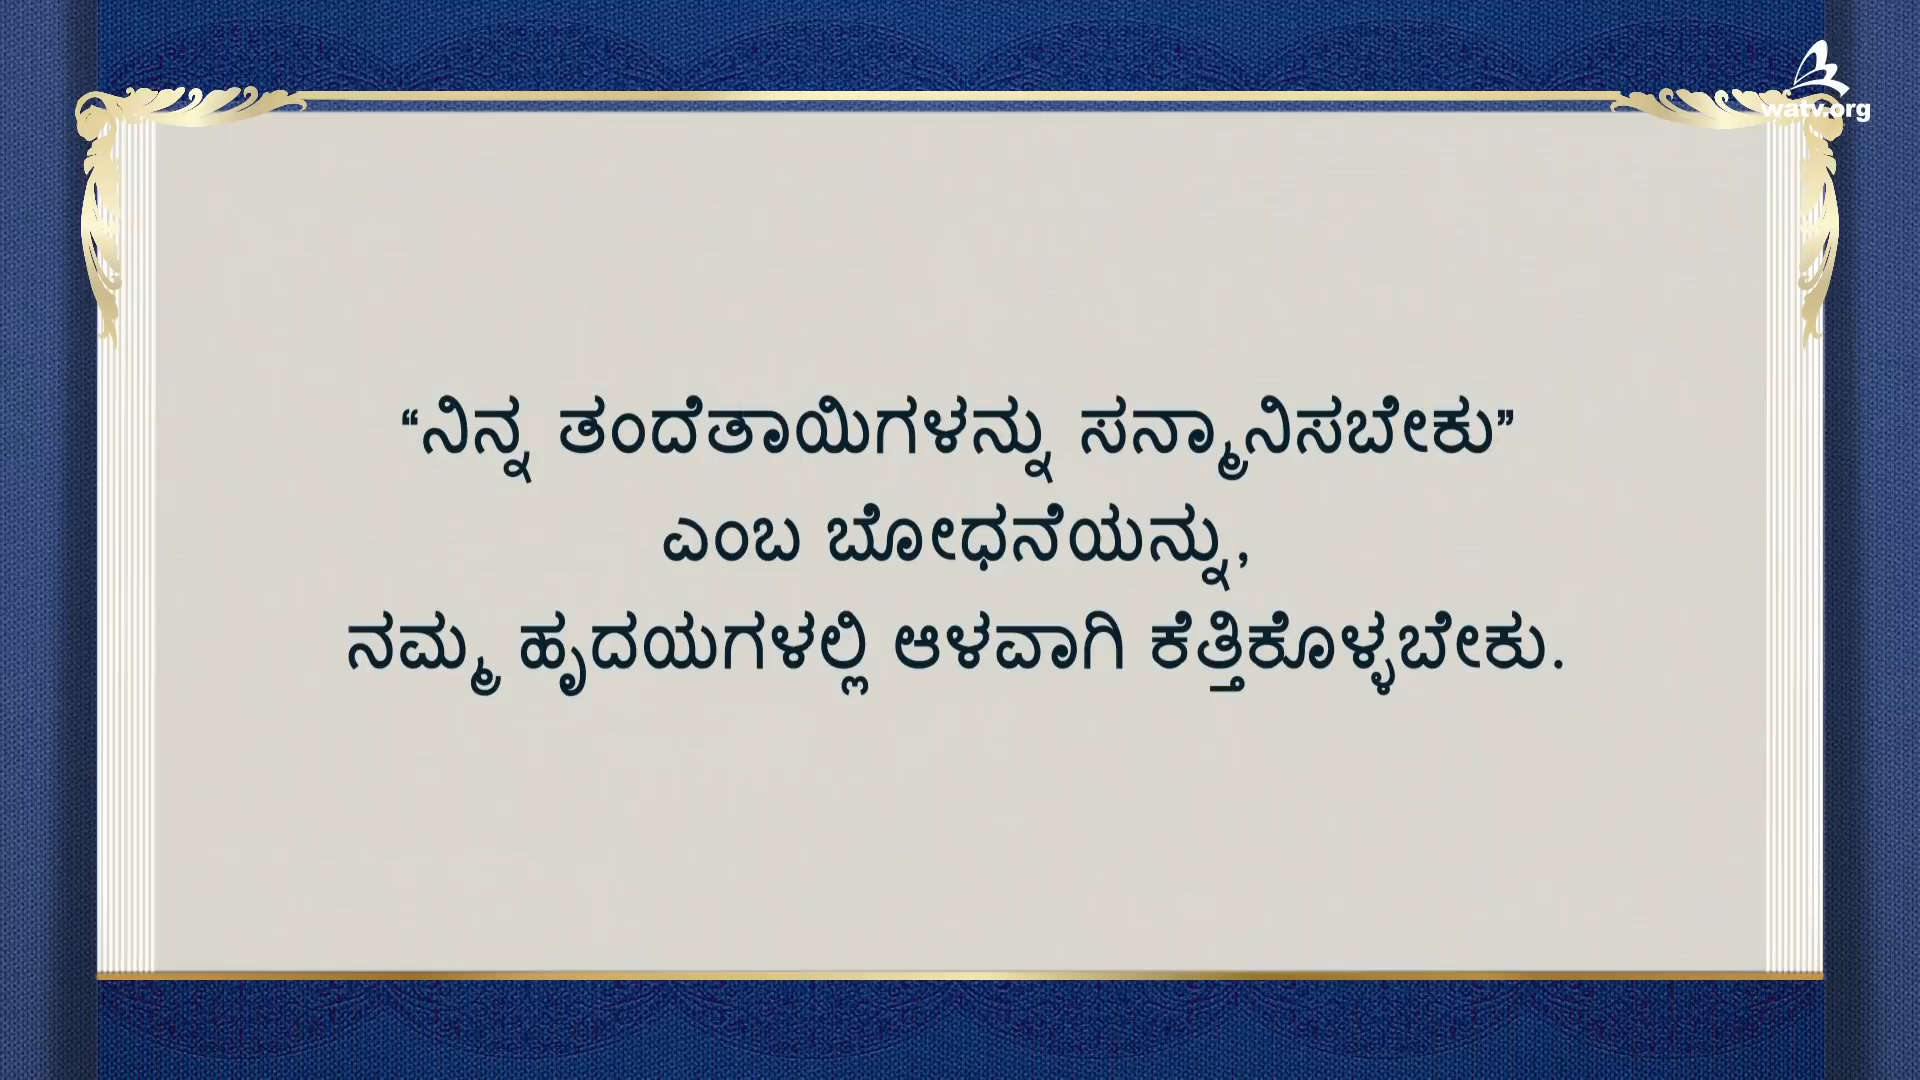 watv.org
“ನಿನ್ನ ತಂದೆತಾಯಿಗಳನ್ನು ಸನ್ಮಾನಿಸಬೇಕು”
ಎಂಬ ಬೋಧನೆಯನ್ನು,
ನಮ್ಮ ಹೃದಯಗಳಲ್ಲಿ ಆಳವಾಗಿ ಕೆತ್ತಿಕೊಳ್ಳಬೇಕು.